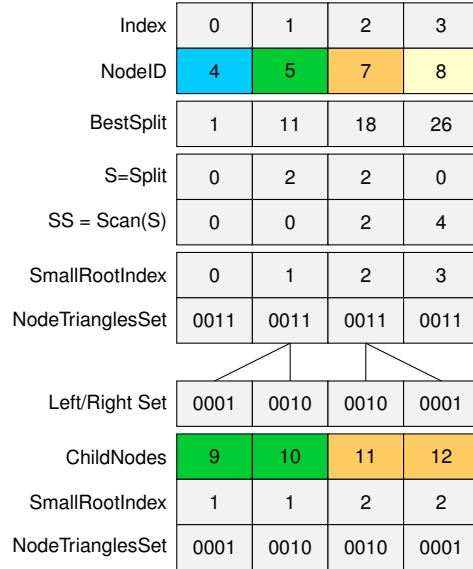 Index 0 1 2 3
NodeID 4 5 7 8
BestSplit 1 11 18 26
S=Split 0 2 2 0
SS = Scan(S) 0 0 2 4
SmallRootIndex 0 1 2 3
NodeTrianglesSet 0011 0011 0011 0011
Left/Right Set 0001 0010 0010 0001
ChildNodes 9 10 11 12
SmallRootIndex 1 1 2 2
NodeTrianglesSet 0001 0010 0010 0001